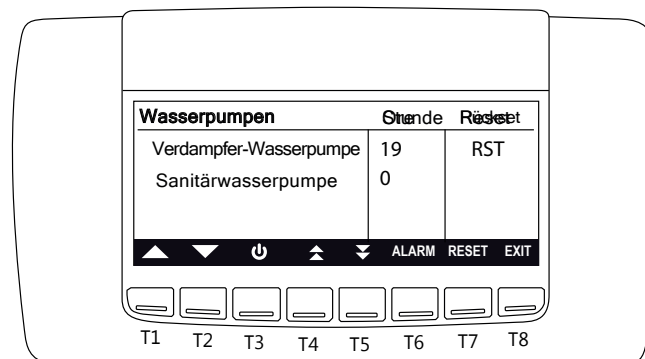 Wasserpumpen
Verdampfer-Wasserpumpe 19 RST
Sanitärwasserpumpe 0
ALARM RESET EXIT
T1 T2 T3 T4 T5 T6 T7 T8